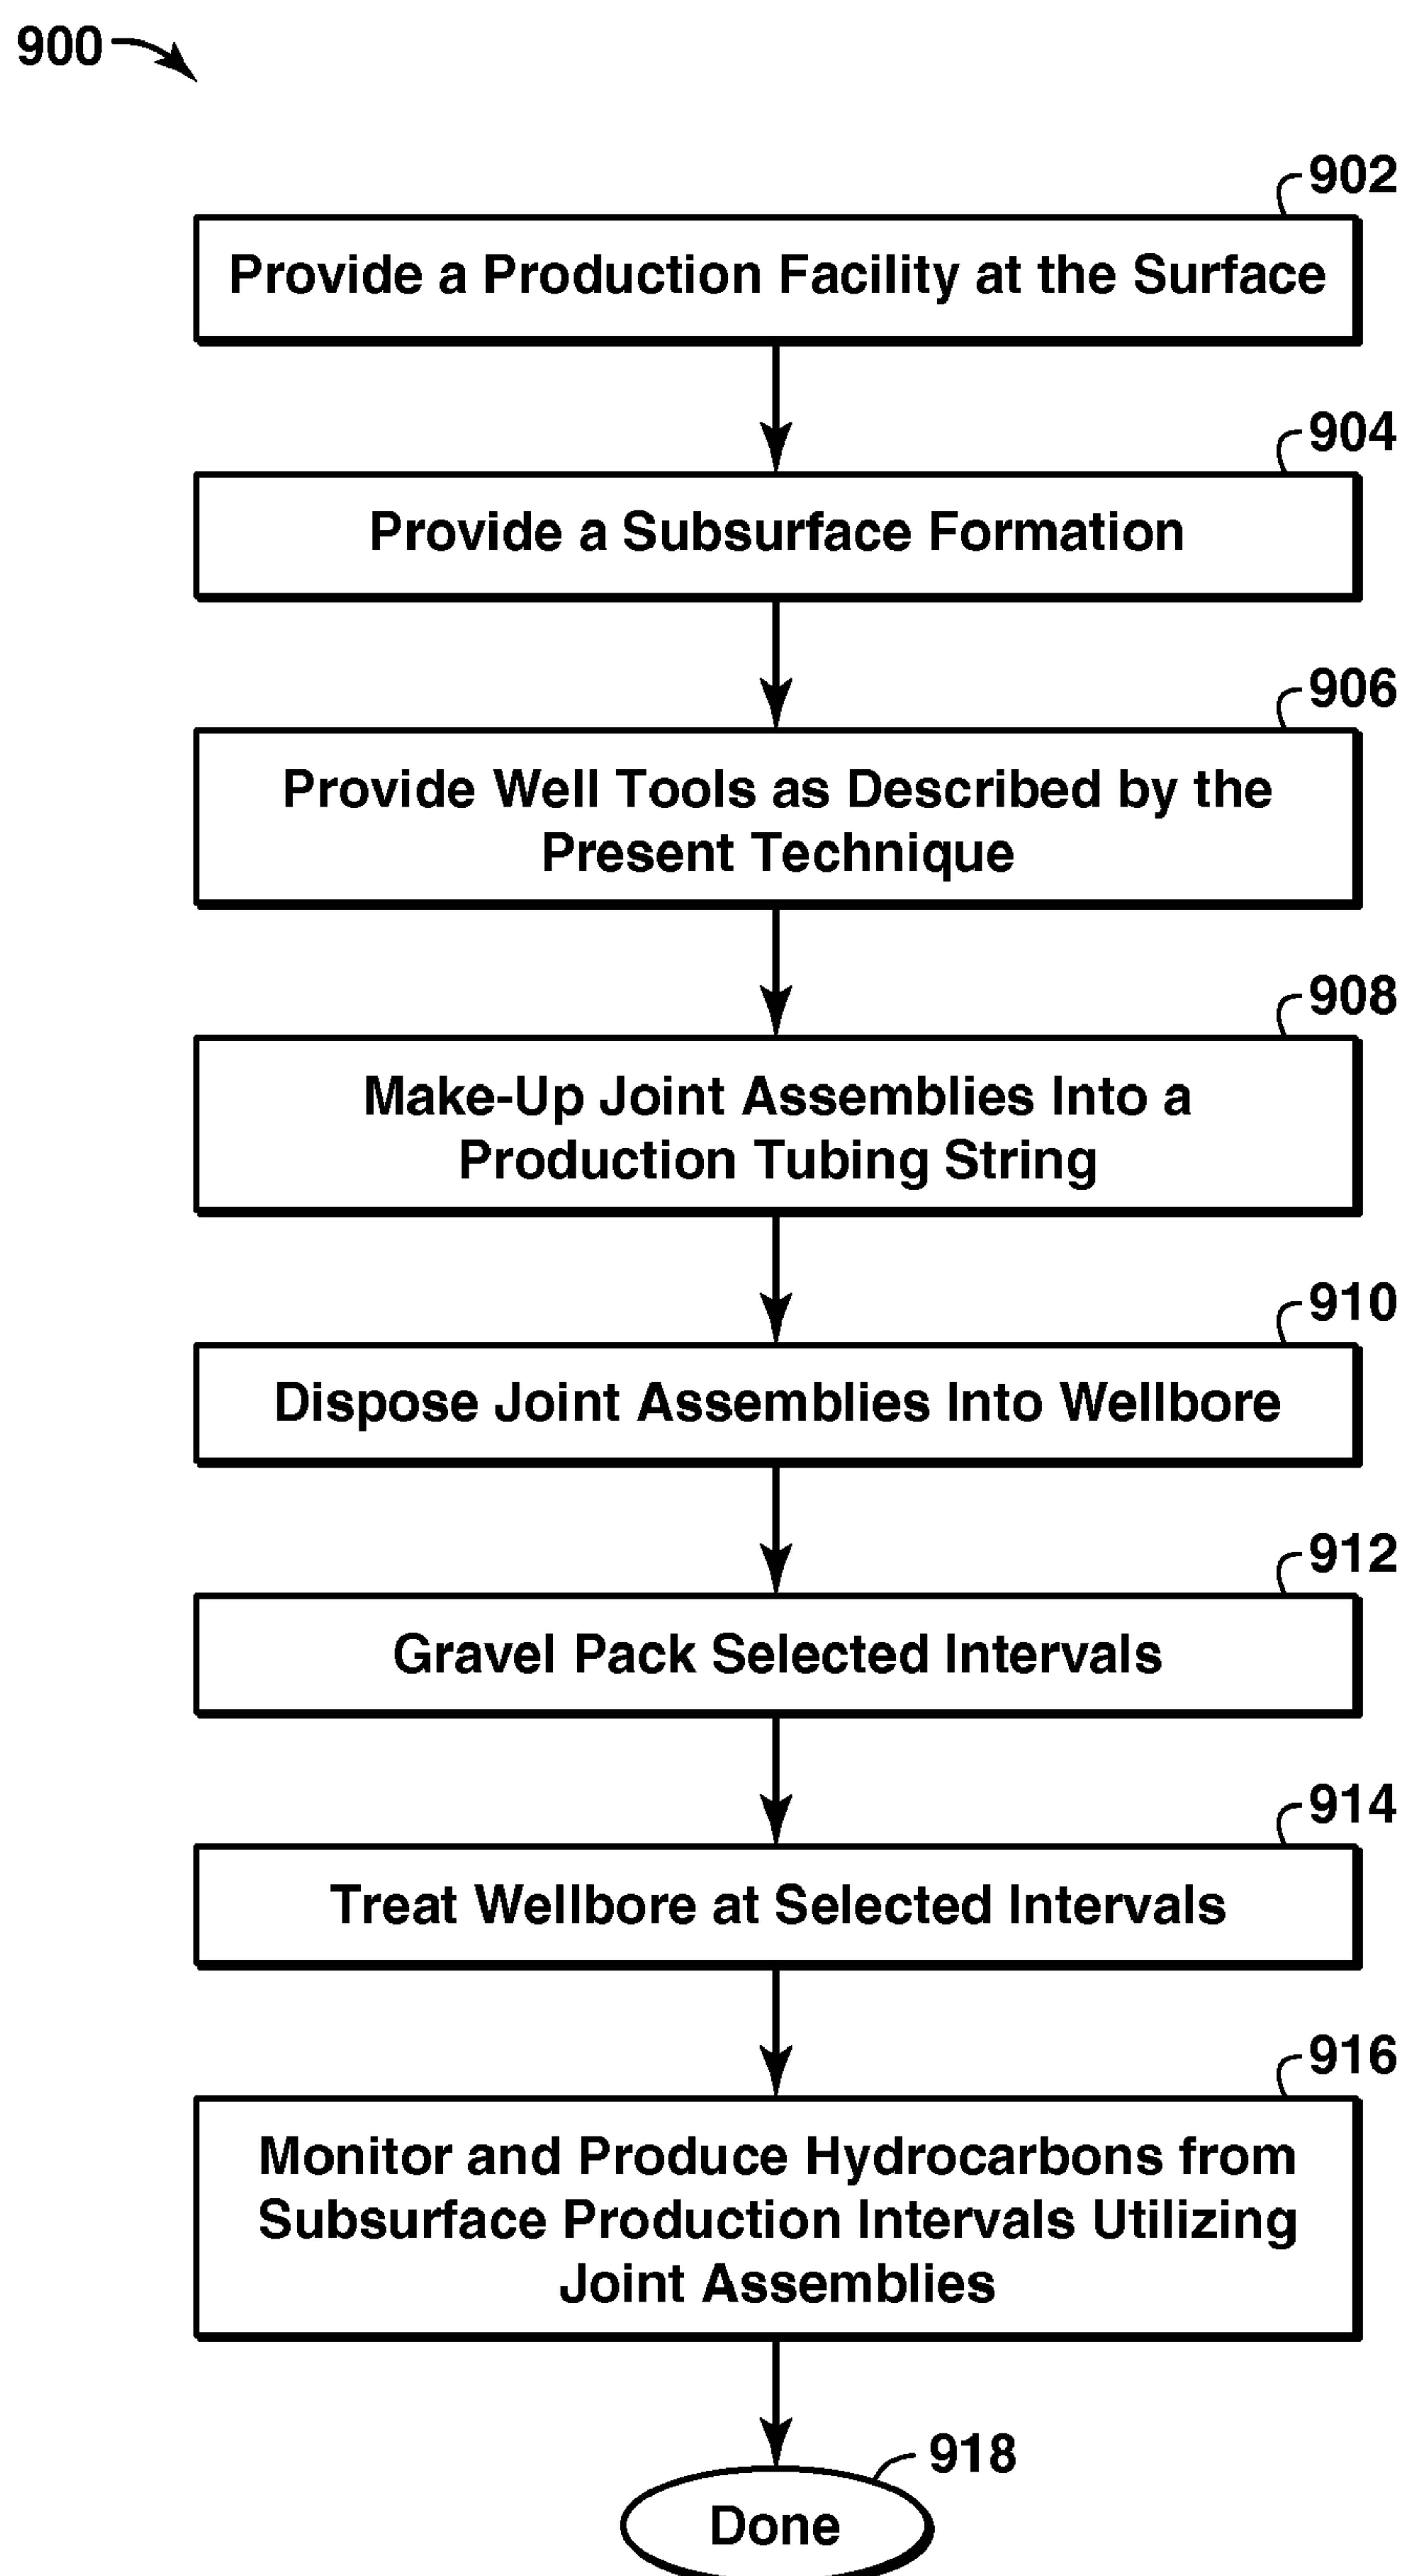 900
902
Provide a Production Facility at the Surface
904
Provide a Subsurface Formation
906
Provide Well Tools as Described by the
Present Technique
908
Make-Up Joint Assemblies Into a
Production Tubing String
910
Dispose Joint Assemblies Into Wellbore
912
Gravel Pack Selected Intervals
914
Treat Wellbore at Selected Intervals
916
Monitor and Produce Hydrocarbons from
Subsurface Production Intervals Utilizing
Joint Assemblies
918
Done